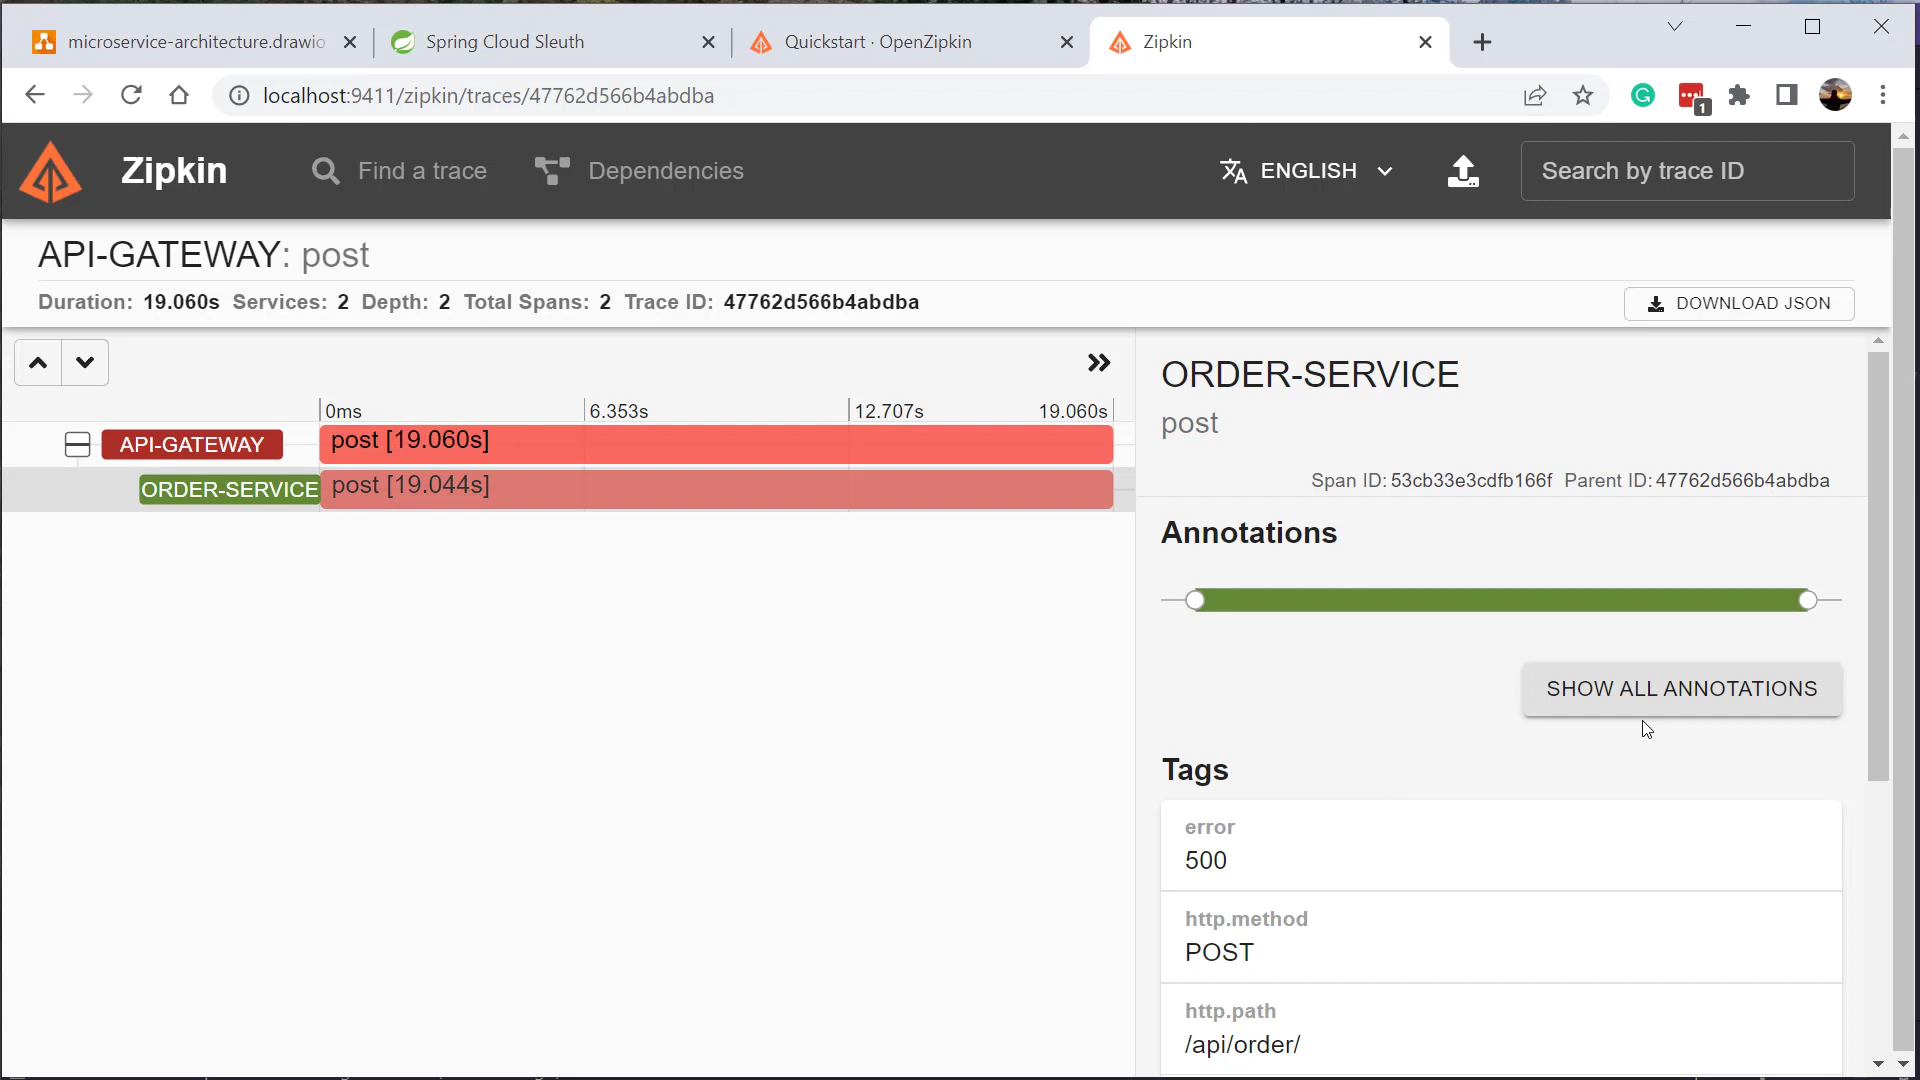 microservice-architecture.drawio
Spring Cloud Sleuth
Quickstart · OpenZipkin
Zipkin
localhost:9411/zipkin/traces/47762d566b4abdba
1
Zipkin
Find a trace
Dependencies
ENGLISH
Search by trace ID
API-GATEWAY: post
Duration: 19.060s Services: 2 Depth: 2 Total Spans: 2 Trace ID: 47762d566b4abdba
DOWNLOAD JSON
0ms
6.353s
12.707s
19.060s
API-GATEWAY
post [19.060s]
ORDER-SERVICE
post [19.044s]
ORDER-SERVICE
post
Span ID: 53cb33e3cdfb166f Parent ID: 47762d566b4abdba
Annotations
SHOW ALL ANNOTATIONS
Tags
error
500
http.method
POST
http.path
/api/order/